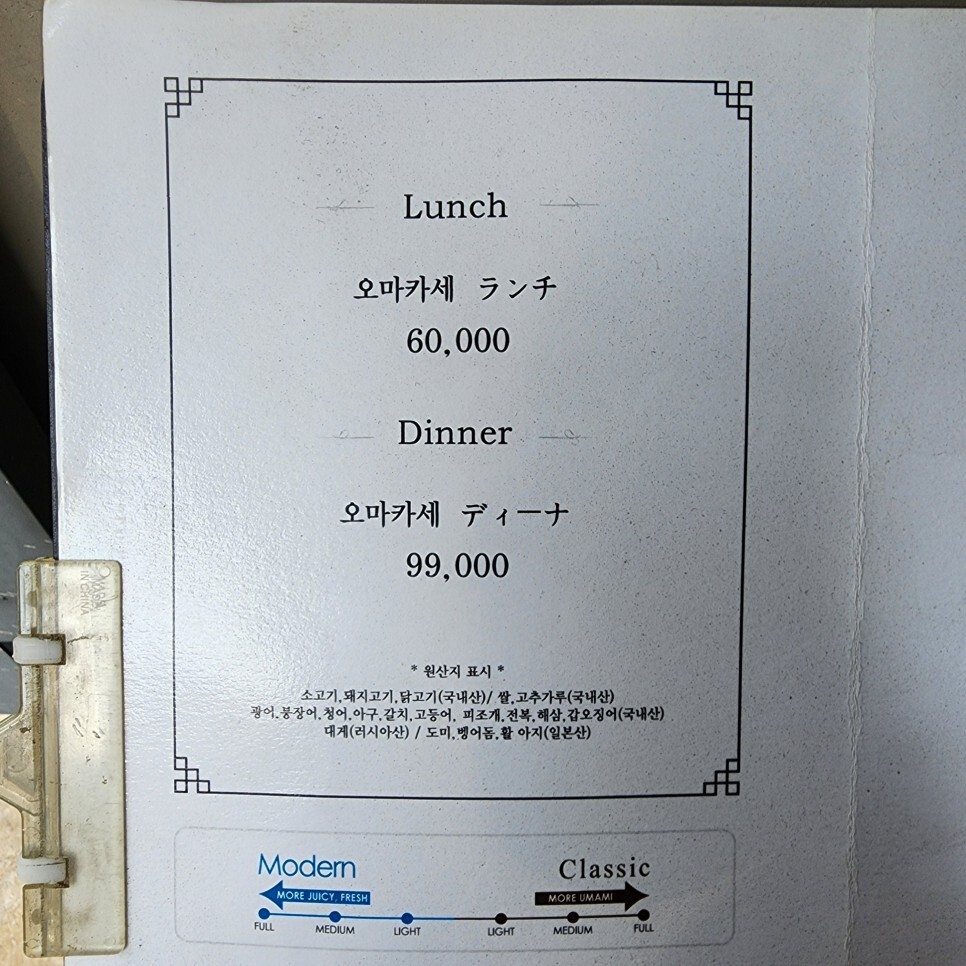 Lunch
오마카세 ランチ
60,000
Dinner
오마카세 ディーナ
99,000
* 원산지 표시 *
소고기,돼지고기,닭고기(국내산)/ 쌀,고추가루(국내산)
광어,붕장어,청어,아구,갈치,고등어, 피조개,전복,해삼,갑오징어(국내산)
대게(러시아산) / 도미,벵어돔,활 아지(일본산)
Modern Classic
MORE JUICY, FRESH MORE UMAMI
FULL MEDIUM LIGHT LIGHT MEDIUM FULL
IN CHINA